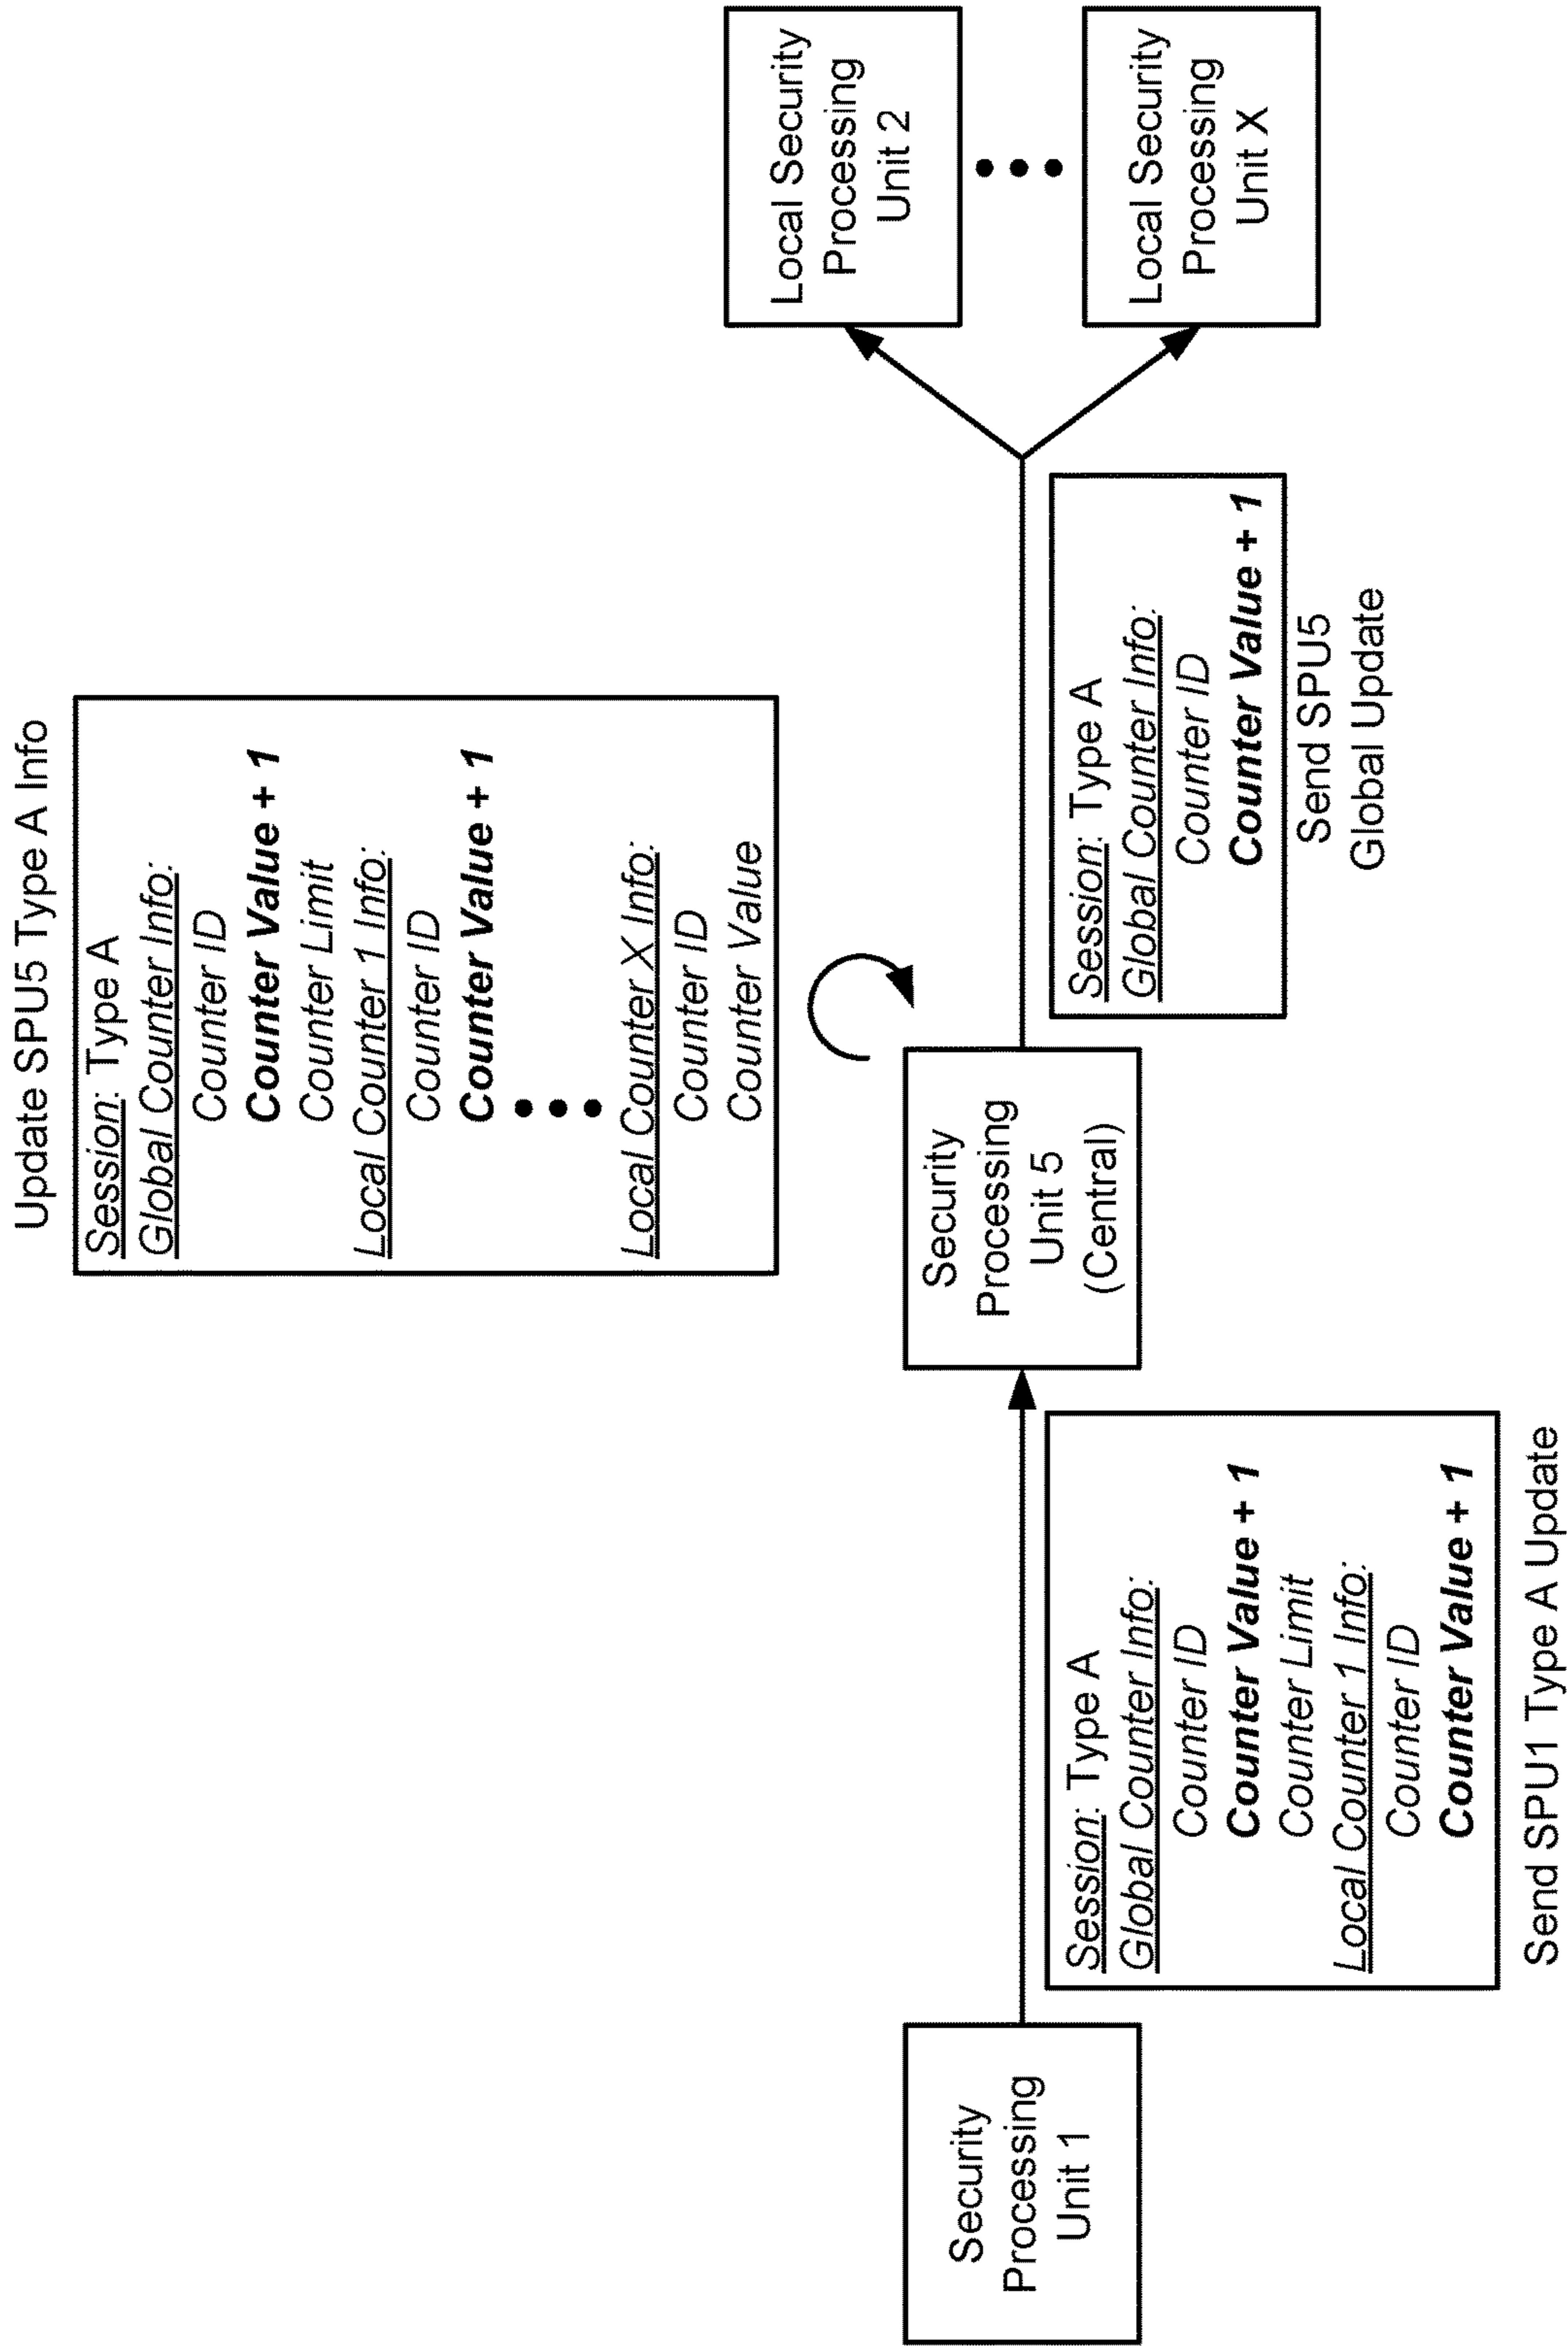 Update SPU5 Type A Info
Session: Type A
Global Counter Info:
Counter ID
Counter Value + 1
Counter Limit
Local Counter 1 Info:
Counter ID
Counter Value + 1
Local Counter X Info:
Counter ID
Counter Value
Security
Processing
Unit 1
Session: Type A
Global Counter Info:
Counter ID
Counter Value + 1
Counter Limit
Local Counter 1 Info:
Counter ID
Counter Value + 1
Send SPU1 Type A Update
Security
Processing
Unit 5
(Central)
Session: Type A
Global Counter Info:
Counter ID
Counter Value + 1
Send SPU5
Global Update
Local Security
Processing
Unit 2
Local Security
Processing
Unit X